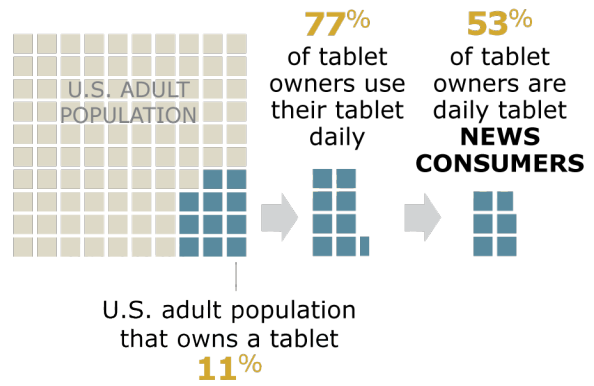 U.S. ADULT
POPULATION
77%
of tablet
owners use
their tablet
daily
53%
of tablet
owners are
daily tablet
NEWS
CONSUMERS
U.S. adult population
that owns a tablet
11%